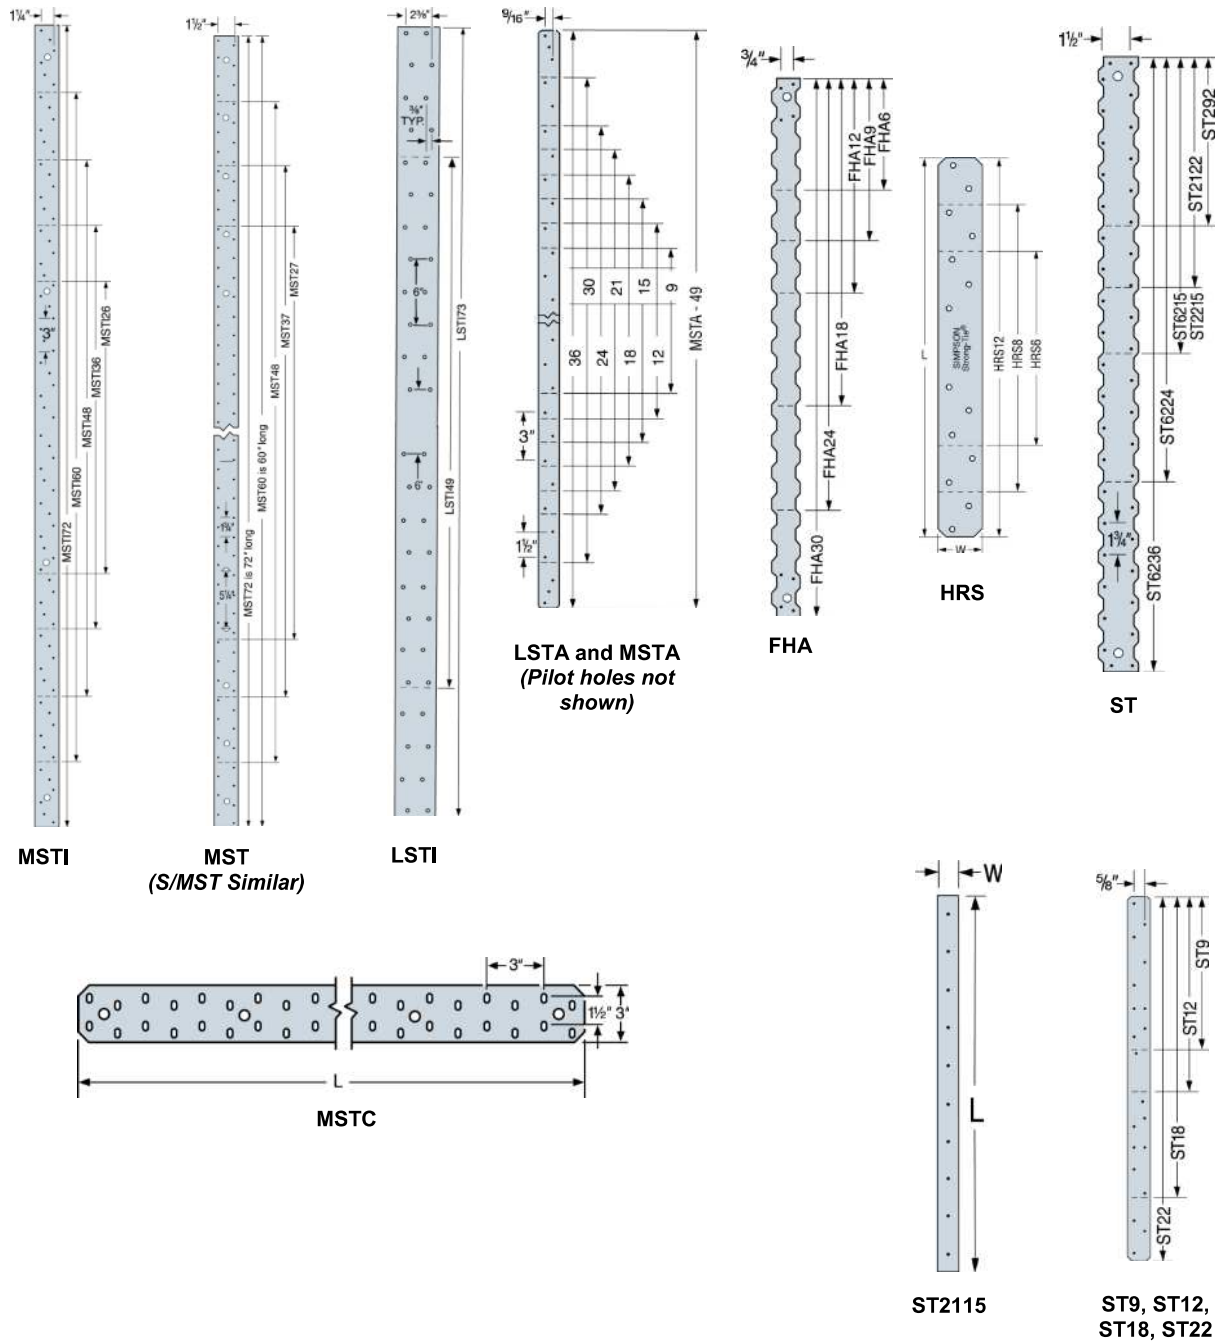 1¼"
3"
MSTI26
MSTI36
MSTI48
MSTI60
MSTI72
MSTI
1½"
MST27
MST37
MST48
MST60 is 60" long
MST72 is 72" long
1¾"
MST
(S/MST Similar)
2⅜"
⅜"
TYP.
6"
6"
LSTI73
LSTI49
LSTI
9/16"
30
21
15
9
36
24
18
12
MSTA - 49
3"
1½"
LSTA and MSTA
(Pilot holes not
shown)
3/4"
FHA6
FHA9
FHA12
FHA18
FHA24
FHA30
FHA
L
SIMPSON
Strong-Tie®
HRS12
HRS8
HRS6
W
HRS
1½"
ST292
ST2122
ST6215
ST2215
ST6224
1¾"
ST6236
ST
3"
1½"
3"
L
MSTC
W
L
ST2115
5/8"
ST9
ST12
ST18
ST22
ST9, ST12,
ST18, ST22